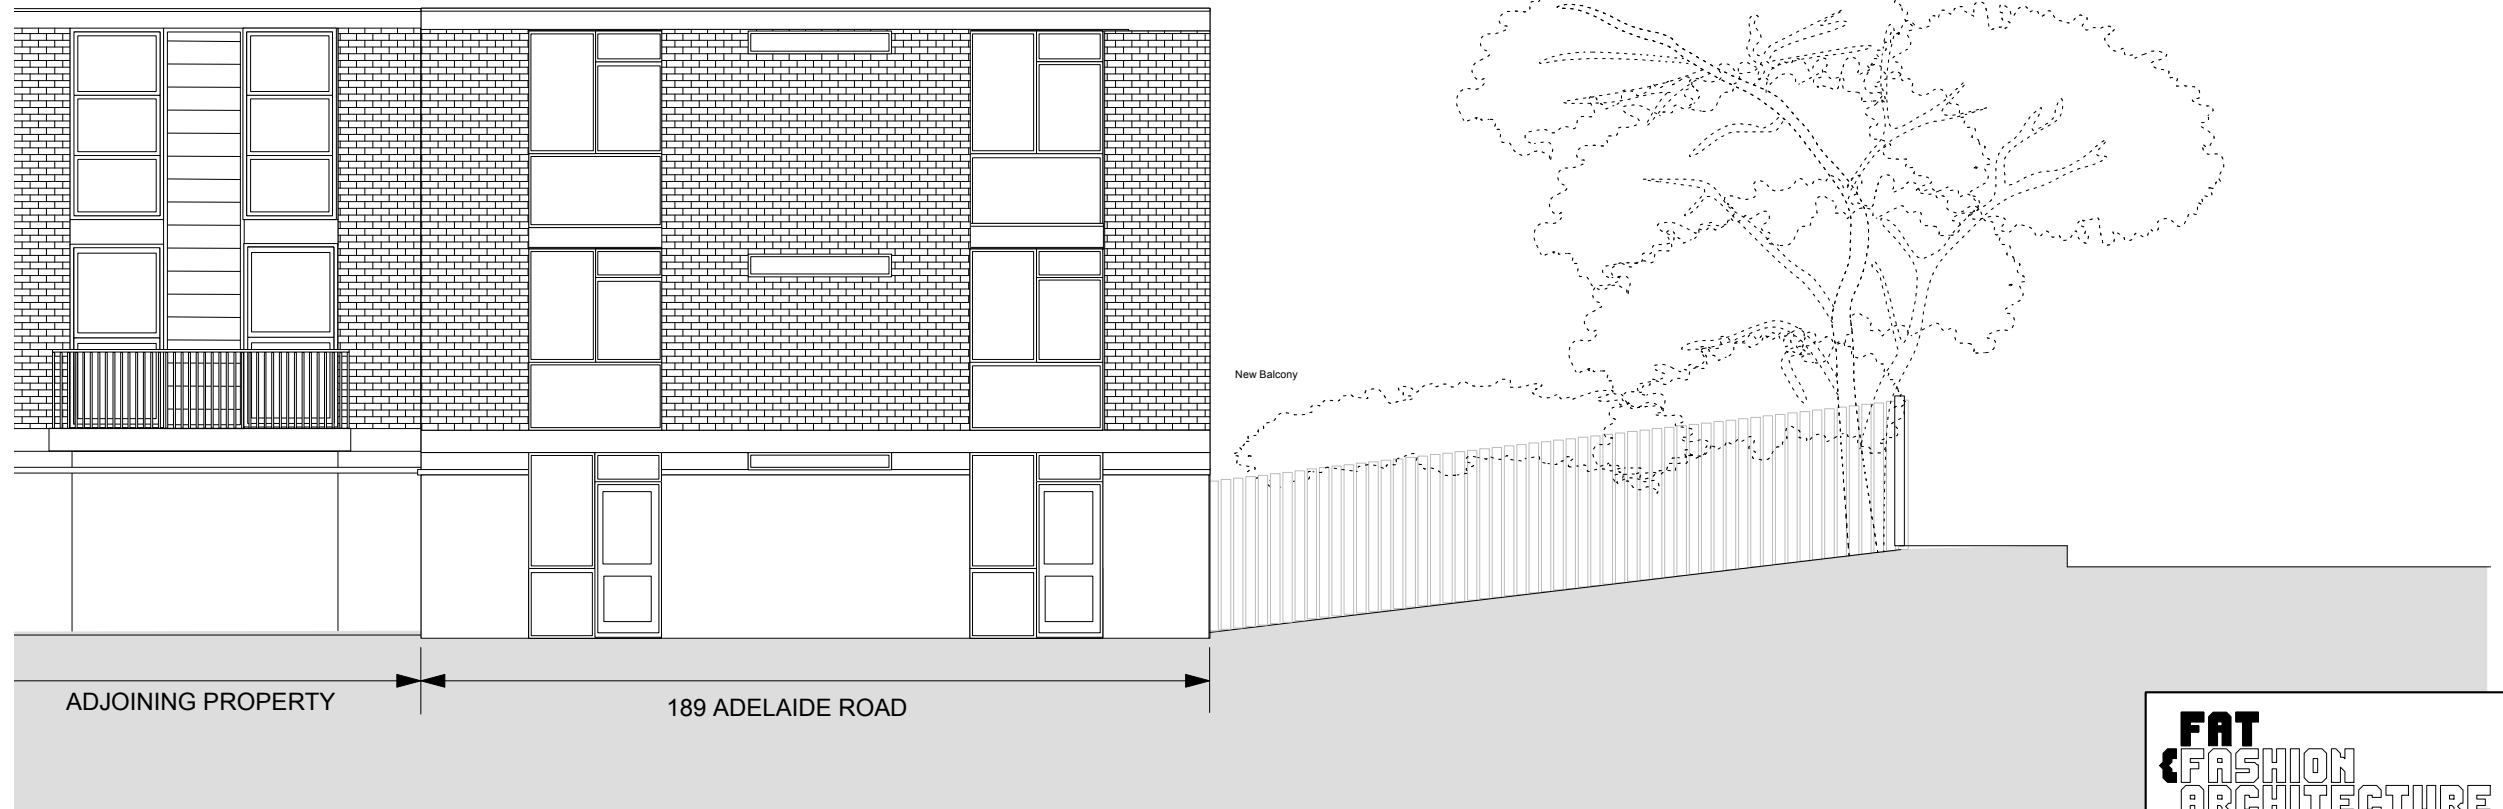 New Balcony
ADJOINING PROPERTY
189 ADELAIDE ROAD
FAT
FASHION
ARCHITECTURE